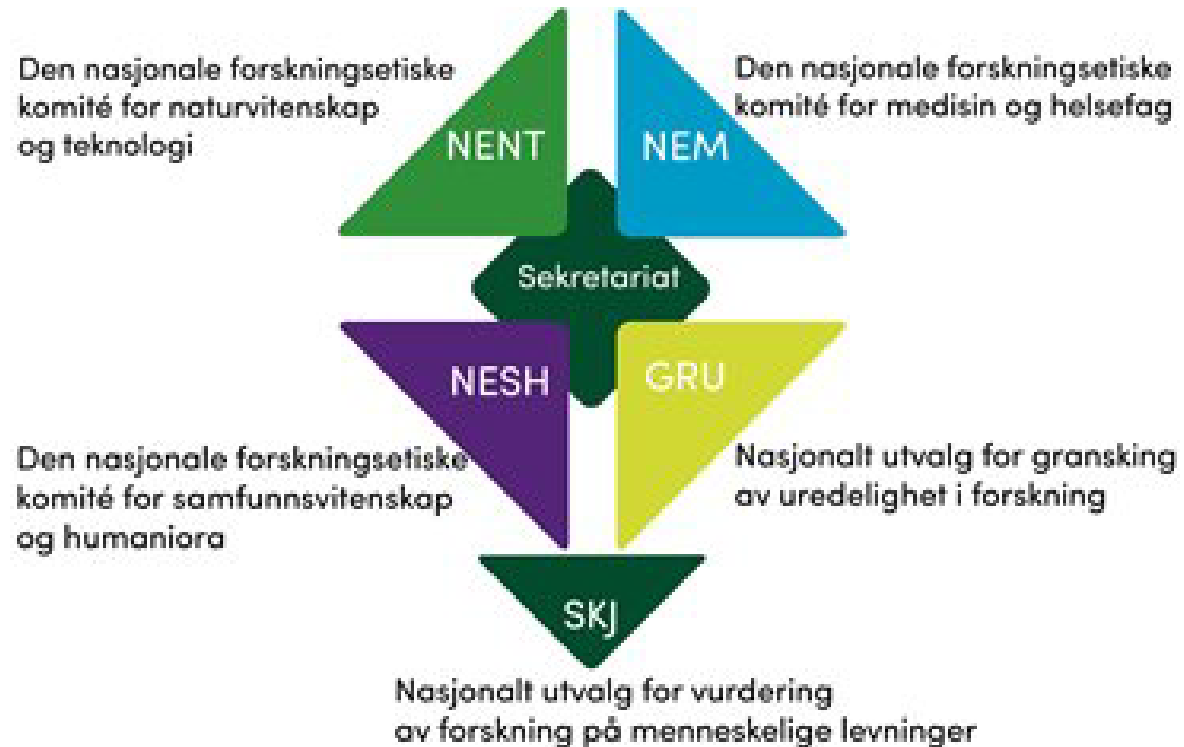 Den nasjonale forskningsetiske
komité for naturvitenskap
og teknologi
NENT
NEM
Den nasjonale forskningsetiske
komité for medisin og helsefag
Sekretariat
NESH
GRU
Den nasjonale forskningsetiske
komité for samfunnsvitenskap
og humaniora
Nasjonalt utvalg for gransking
av uredelighet i forskning
SKJ
Nasjonalt utvalg for vurdering
av forskning på menneskelige levninger